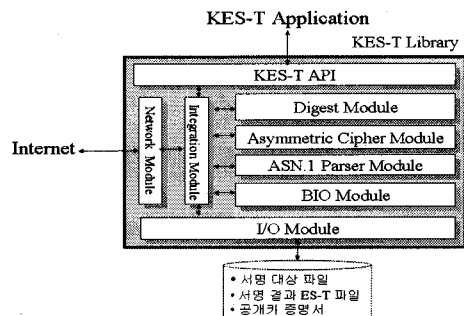 KES-T Application
KES-T Library
KES-T API
Network Module
Integration Module
Digest Module
Asymmetric Cipher Module
ASN.1 Parser Module
BIO Module
Internet
I/O Module
• 서명 대상 파일
• 서명 결과 ES-T 파일
• 공개키 증명서